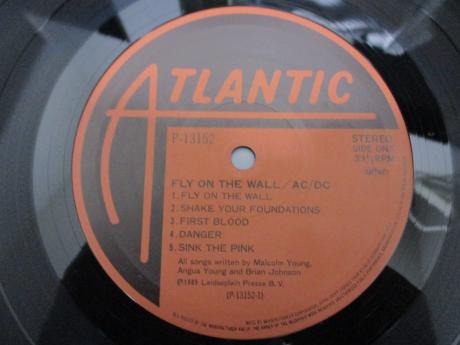 ATLANTIC
P-13152
STEREO
SIDE ONE
33⅓RPM
FLY ON THE WALL/AC/DC
1. FLY ON THE WALL
2. SHAKE YOUR FOUNDATIONS
3. FIRST BLOOD
4. DANGER
5. SINK THE PINK
All songs written by Malcolm Young,
Angus Young and Brian Johnson
℗1985 Leidseplein Presse B.V.
(P-13152-1)